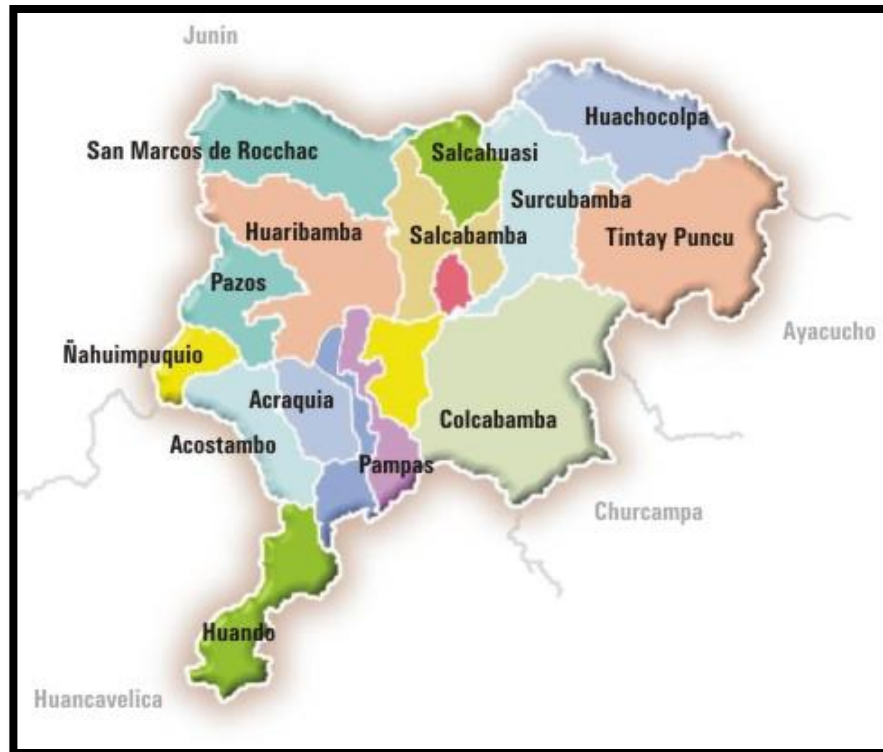 Junin
Huachocolpa
San Marcos de Rocchac
Salcahuasi
Surcubamba
Huaribamba
Salcabamba
Tintay Puncu
Pazos
Ayacucho
Ñahuimpuquio
Acraquia
Colcabamba
Acostambo
Pampas
Churcampa
Huando
Huancavelica